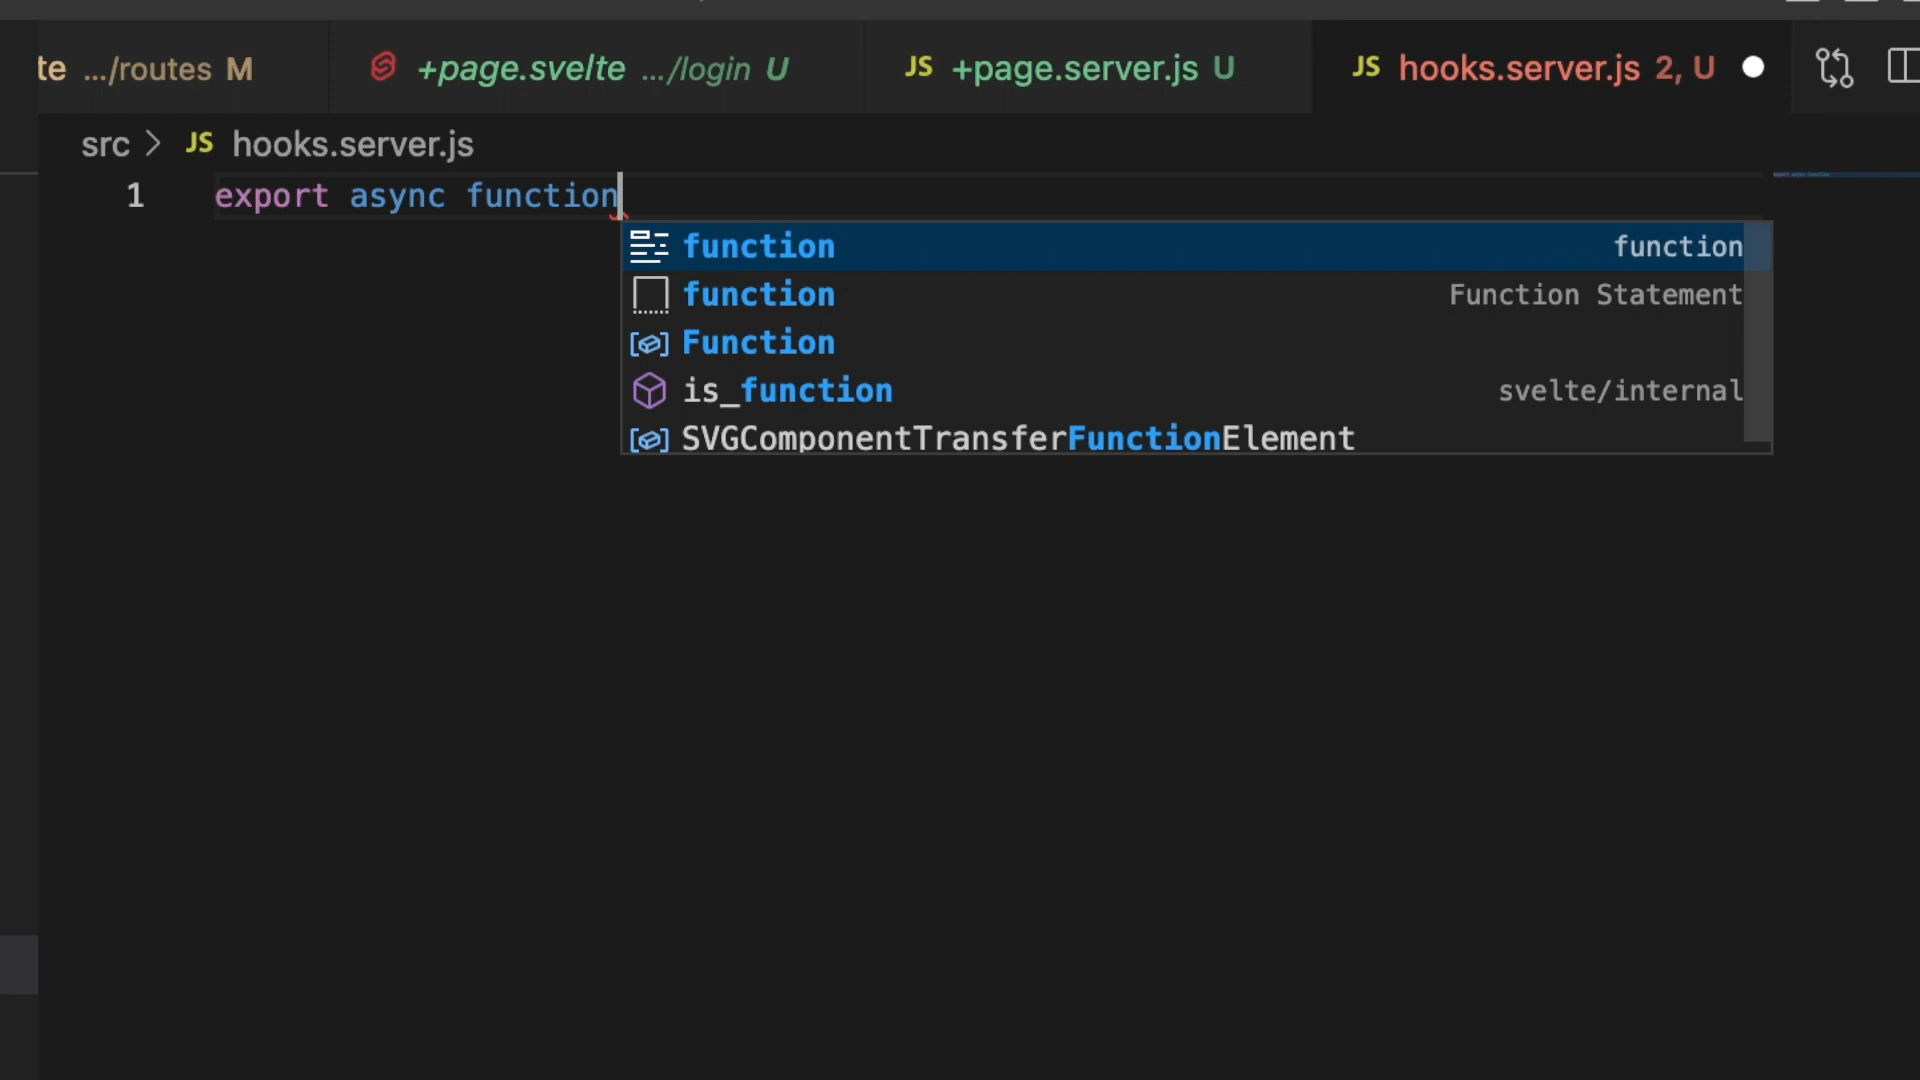 te .../routes M +page.svelte .../login U JS +page.server.js U JS hooks.server.js 2, U
src > JS hooks.server.js
1 export async function
function function
function Function Statement
Function
is_function svelte/internal
SVGComponentTransferFunctionElement